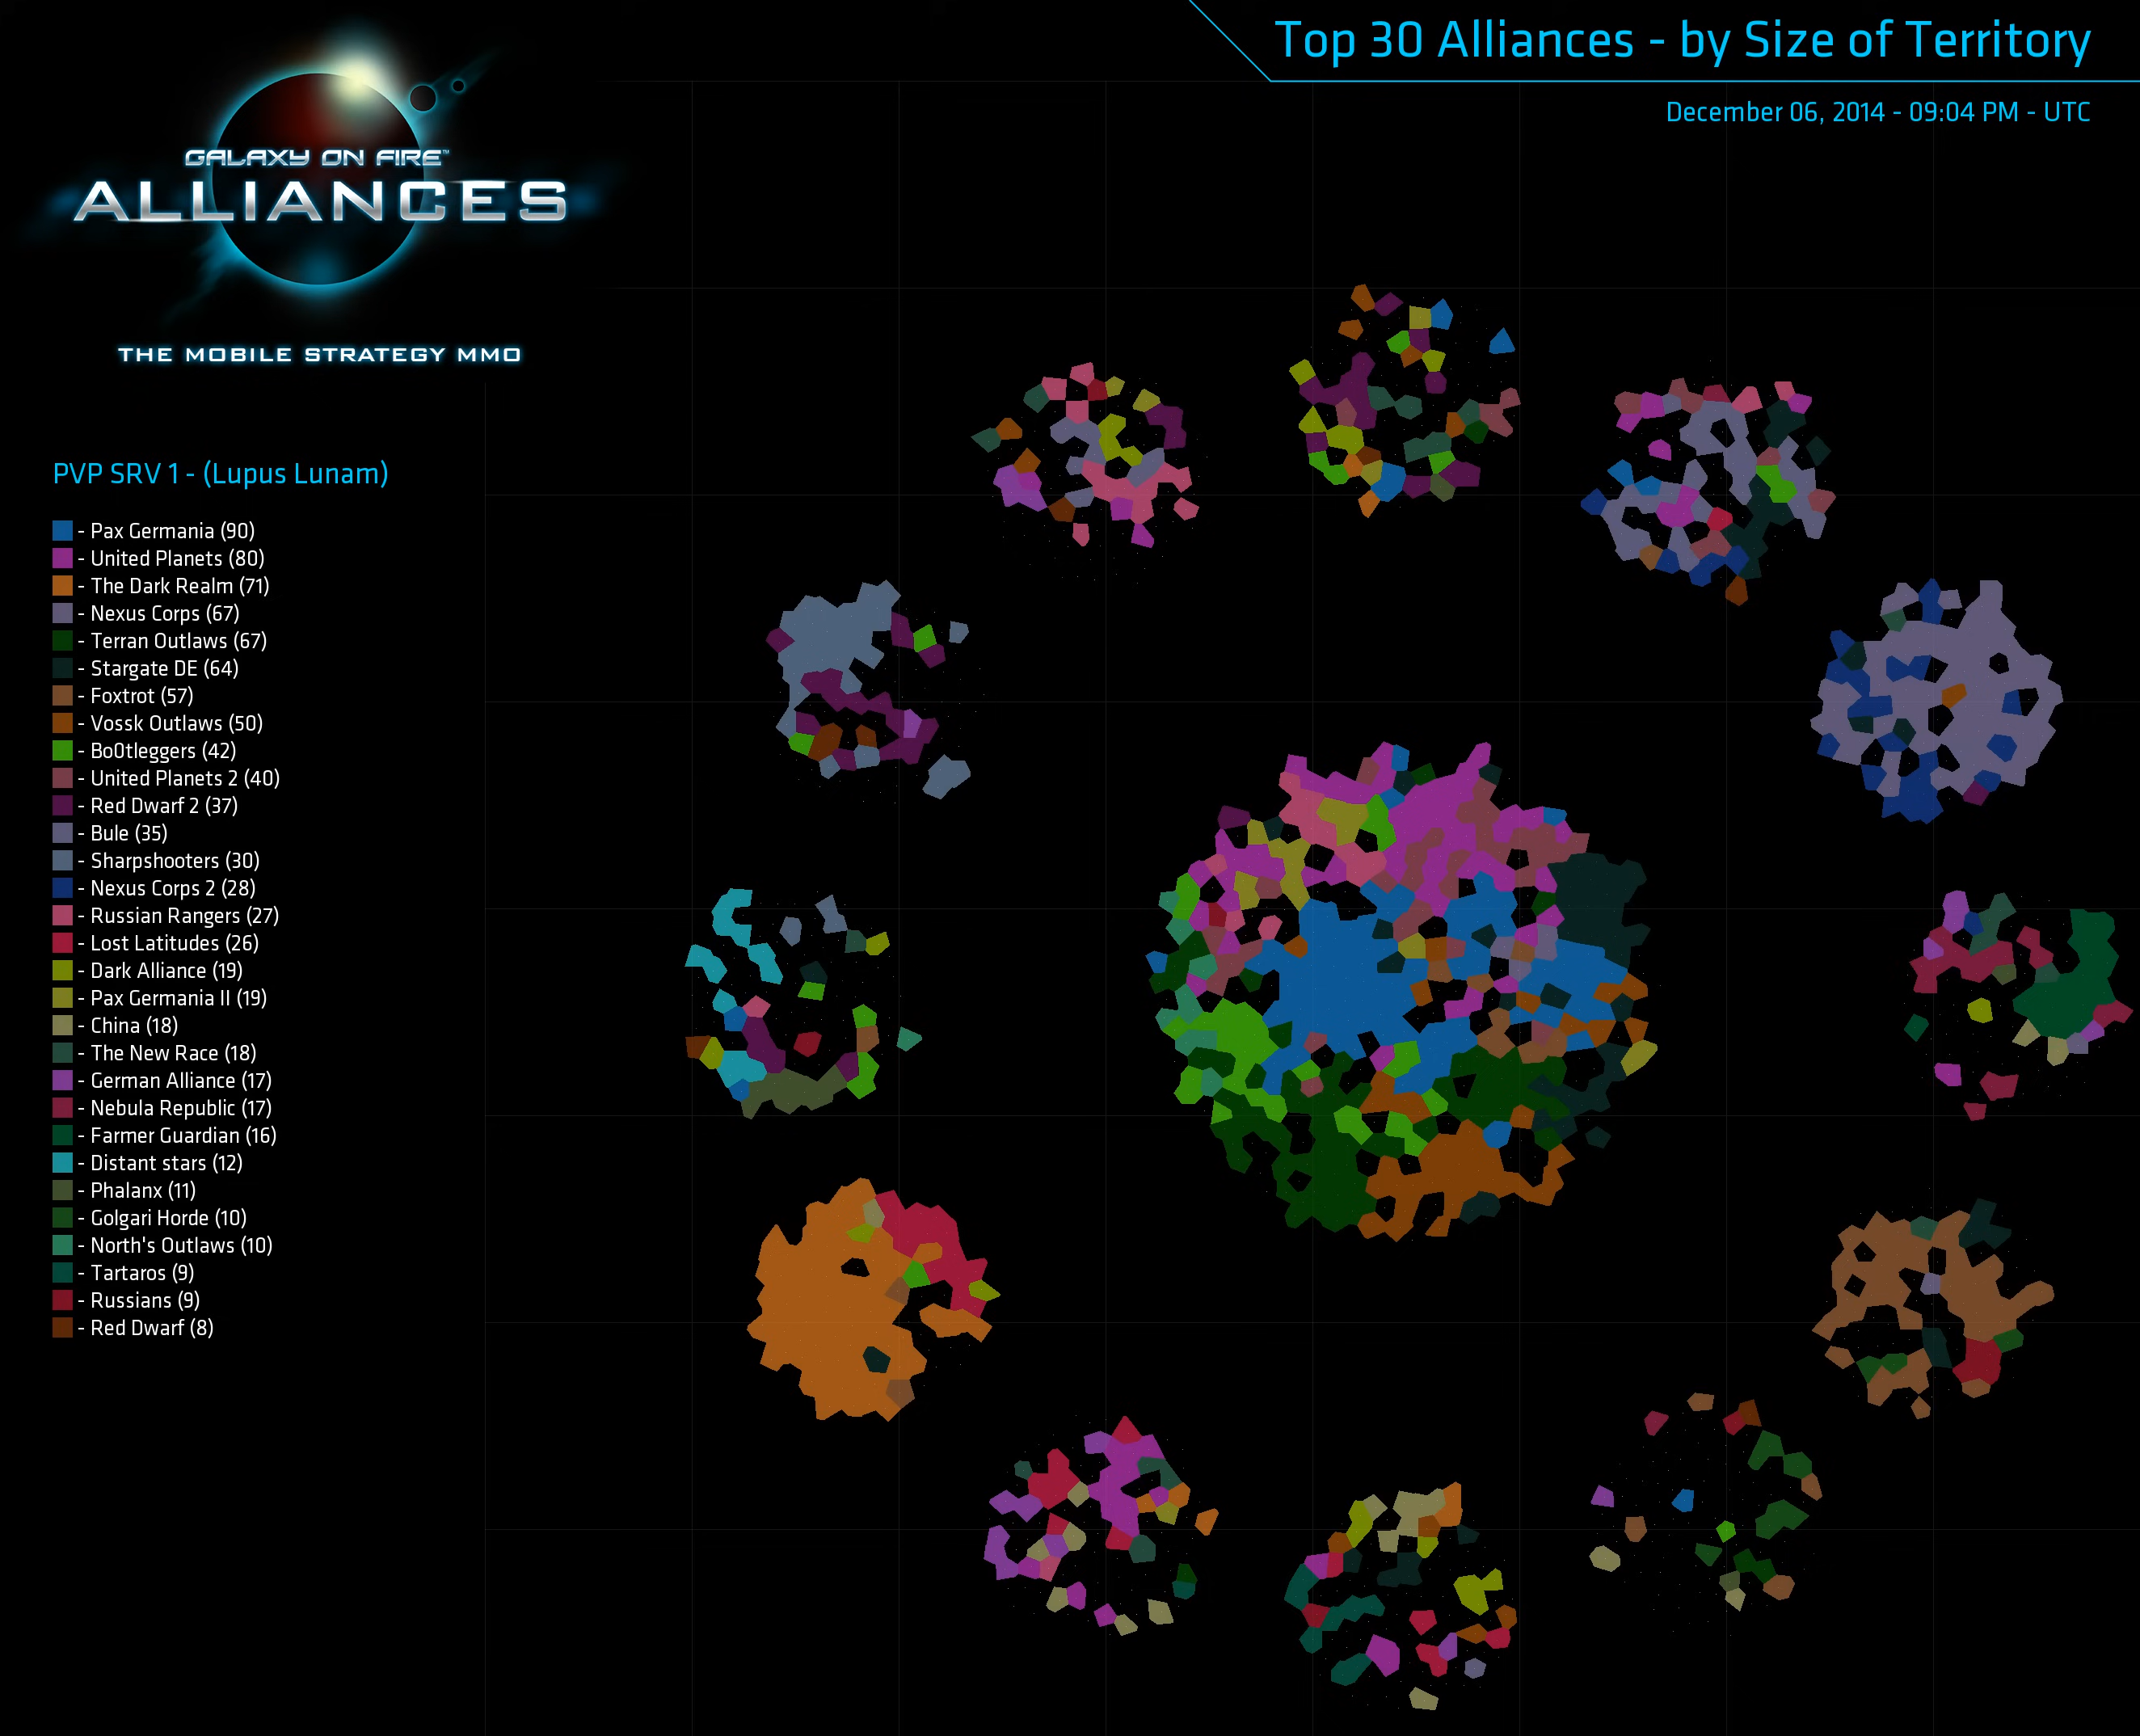 Top 30 Alliances - by Size of Territory
December 06, 2014 - 09:04 PM - UTC
GALAXY ON FIRE™
ALLIANCES
THE MOBILE STRATEGY MMO
PVP SRV 1 - (Lupus Lunam)
- Pax Germania (90)
- United Planets (80)
- The Dark Realm (71)
- Nexus Corps (67)
- Terran Outlaws (67)
- Stargate DE (64)
- Foxtrot (57)
- Vossk Outlaws (50)
- Bo0tleggers (42)
- United Planets 2 (40)
- Red Dwarf 2 (37)
- Bule (35)
- Sharpshooters (30)
- Nexus Corps 2 (28)
- Russian Rangers (27)
- Lost Latitudes (26)
- Dark Alliance (19)
- Pax Germania II (19)
- China (18)
- The New Race (18)
- German Alliance (17)
- Nebula Republic (17)
- Farmer Guardian (16)
- Distant stars (12)
- Phalanx (11)
- Golgari Horde (10)
- North's Outlaws (10)
- Tartaros (9)
- Russians (9)
- Red Dwarf (8)